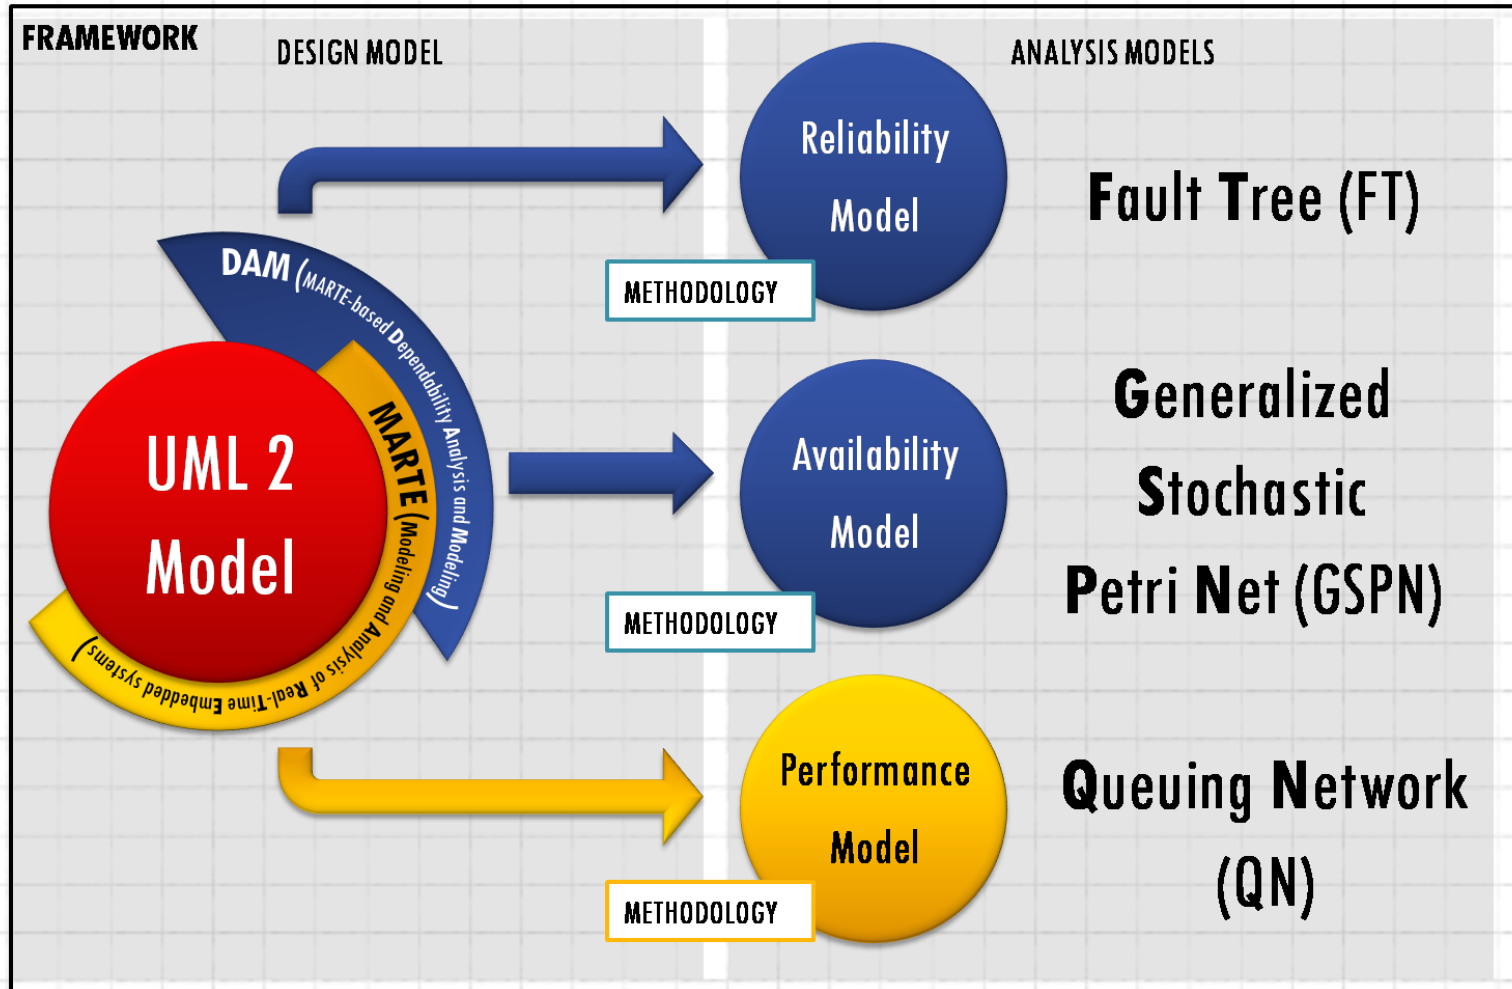 FRAMEWORK
DESIGN MODEL
ANALYSIS MODELS
DAM (MARTE-based Dependability Analysis and Modeling)
MARTE (Modeling and Analysis of Real-Time Embedded systems)
UML 2
Model
Reliability
Model
METHODOLOGY
Fault Tree (FT)
Availability
Model
METHODOLOGY
Generalized
Stochastic
Petri Net (GSPN)
Performance
Model
METHODOLOGY
Queuing Network
(QN)